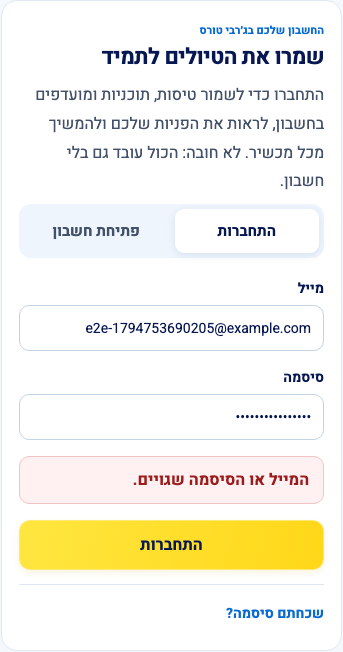 החשבון שלכם בג'רבי טורס
שמרו את הטיולים לתמיד
התחברו כדי לשמור טיסות, תוכניות ומועדפים
בחשבון, לראות את הפניות שלכם ולהמשיך
מכל מכשיר. לא חובה: הכול עובד גם בלי
חשבון.
התחברות
פתיחת חשבון
מייל
e2e-1794753690205@example.com
סיסמה
••••••••••••••••
המייל או הסיסמה שגויים.
התחברות
שכחתם סיסמה?